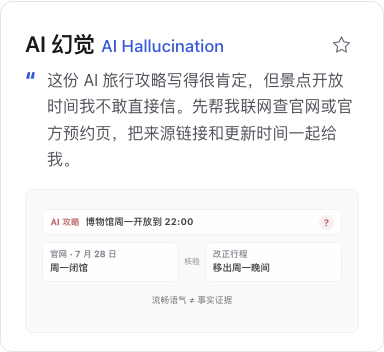 AI 幻觉 AI Hallucination
“ 这份 AI 旅行攻略写得很肯定，但景点开放
时间我不敢直接信。先帮我联网查官网或官
方预约页，把来源链接和更新时间一起给
我。
AI 攻略 博物馆周一开放到 22:00 ?
官网 · 7 月 28 日
周一闭馆
核验
改正行程
移出周一晚间
流畅语气 ≠ 事实证据